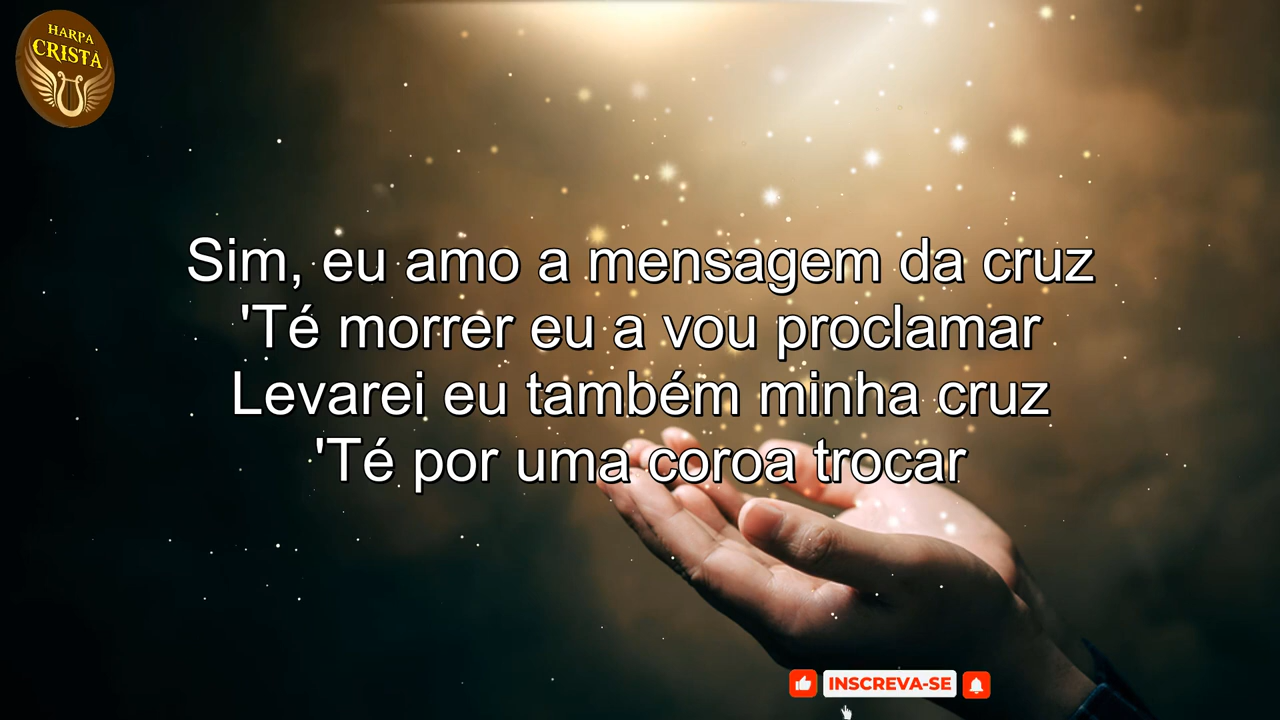 HARPA
CRISTÃ
Sim, eu amo a mensagem da cruz
'Té morrer eu a vou proclamar
Levarei eu também minha cruz
'Té por uma coroa trocar
INSCREVA-SE